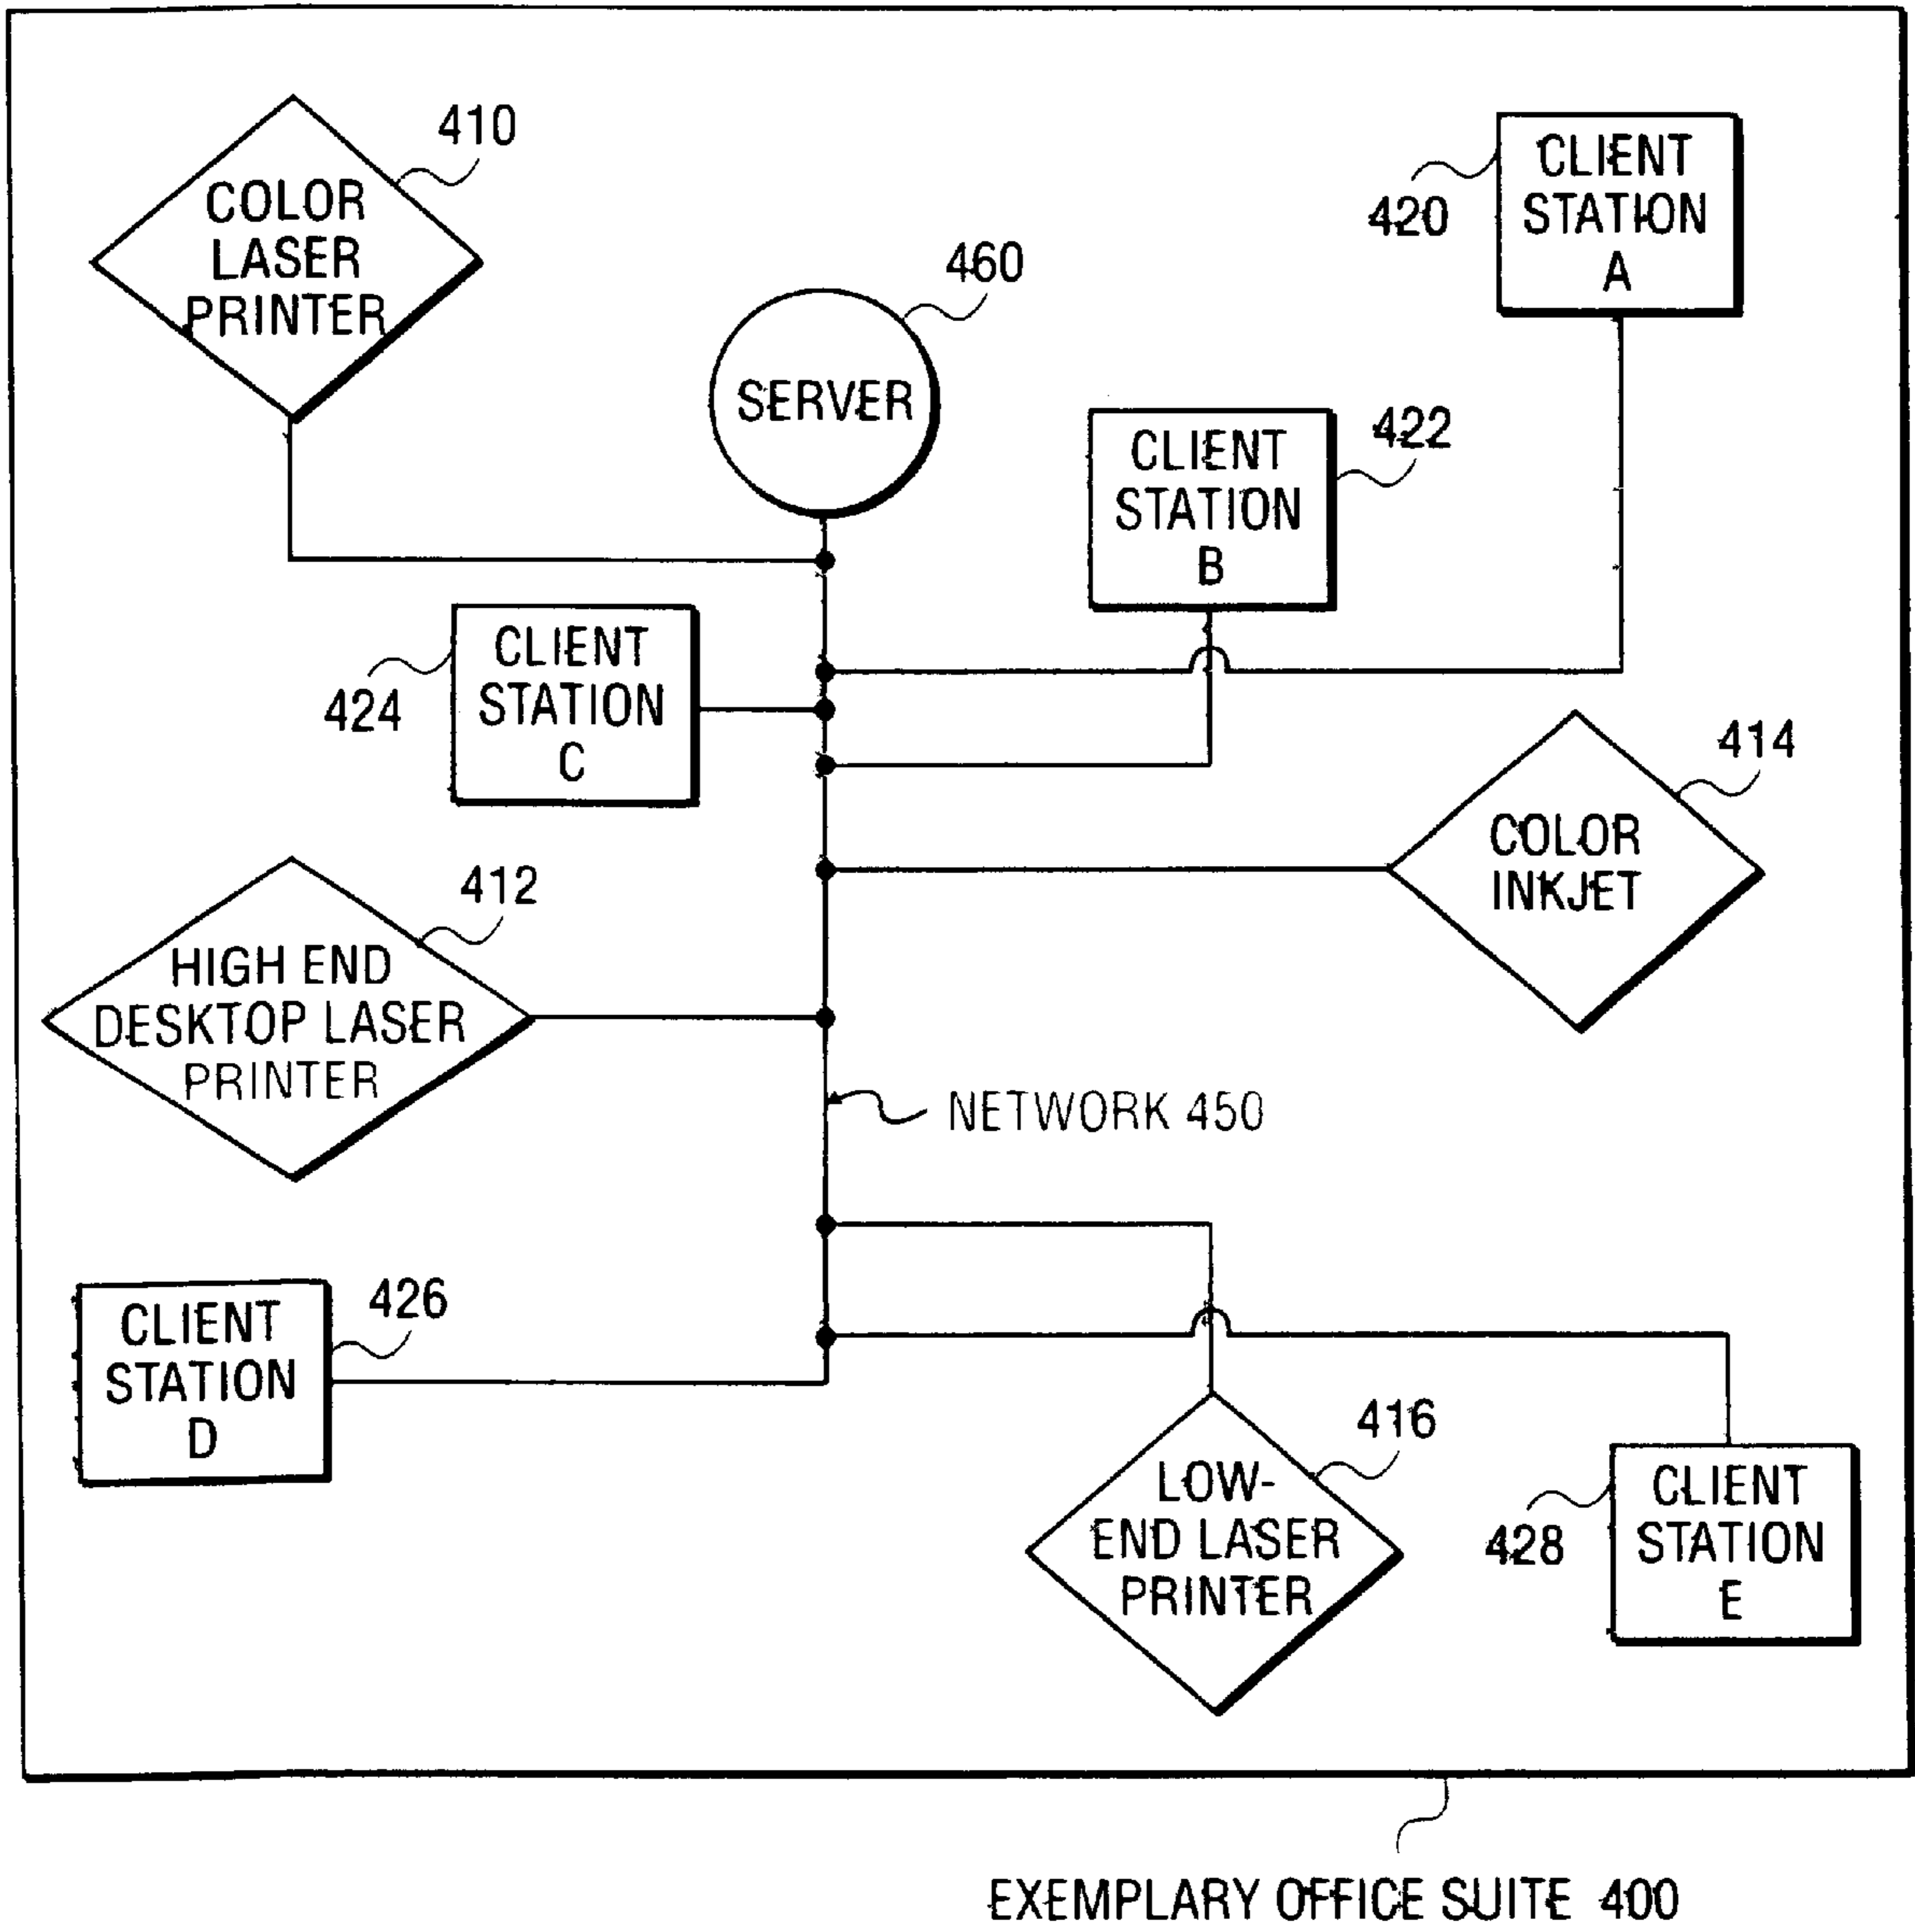 410
COLOR
LASER
PRINTER
460
SERVER
CLIENT
STATION
A
420
CLIENT
STATION
B
422
CLIENT
STATION
C
424
414
COLOR
INKJET
412
HIGH END
DESKTOP LASER
PRINTER
NETWORK 450
CLIENT
STATION
D
426
416
LOW-
END LASER
PRINTER
CLIENT
STATION
E
428
EXEMPLARY OFFICE SUITE 400